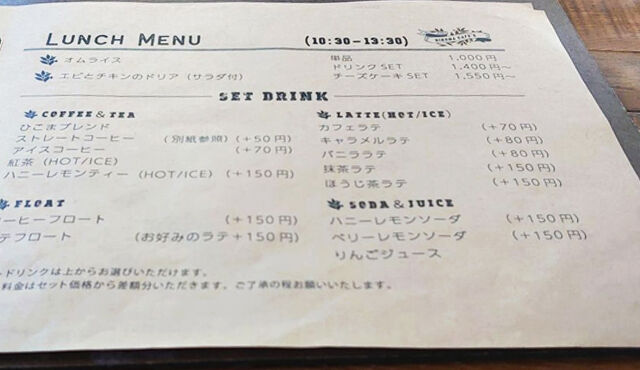 LUNCH MENU (10:30-13:30)
オムライス 単品 1,000円
ドリンクSET 1,400円～
エビとチキンのドリア (サラダ付) チーズケーキSET 1,550円～
SET DRINK
COFFEE & TEA
ひごまブレンド
ストレートコーヒー (別紙参照)(+50円)
アイスコーヒー (+70円)
紅茶 (HOT/ICE)
ハニーレモンティー (HOT/ICE) (+150円)
LATTE(HOT/ICE)
カフェラテ (+70円)
キャラメルラテ (+80円)
バニララテ (+80円)
抹茶ラテ (+150円)
ほうじ茶ラテ (+150円)
FLOAT
ーヒーフロート (+150円)
テフロート (お好みのラテ+150円)
SODA & JUICE
ハニーレモンソーダ (+150円)
ベリーレモンソーダ (+150円)
りんごジュース
ドリンクは上からお選びいただけます。
料金はセット価格から差額分いただきます。ご了承の程お願いいたします。